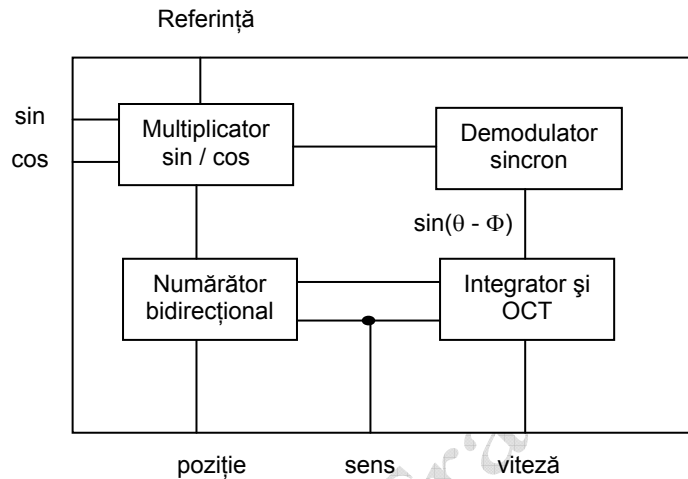 Referință
sin
cos
Multiplicator
sin / cos
Demodulator
sincron
sin(θ - Φ)
Numărător
bidirecțional
Integrator şi
OCT
poziție
sens
viteză